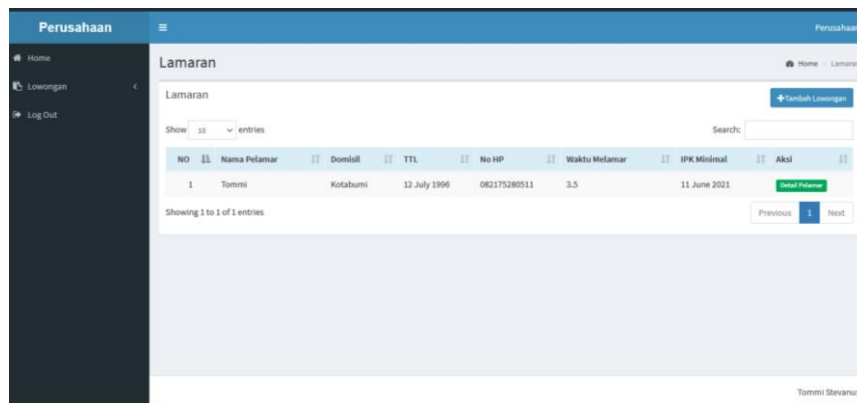 Perusahaan
Perusahaan
Home
Lowongan
Log Out
Lamaran
Home > Lamaran
Lamaran
Tambah Lowongan
Show 10 entries
Search:
NO Nama Pelamar Domisil TTL No HP Waktu Melamar IPK Minimal Aksi
1 Tommi Kotabumi 12 July 1996 082175280511 3.5 11 June 2021 Detail Pelamar
Showing 1 to 1 of 1 entries
Previous 1 Next
Tommi Stevanus